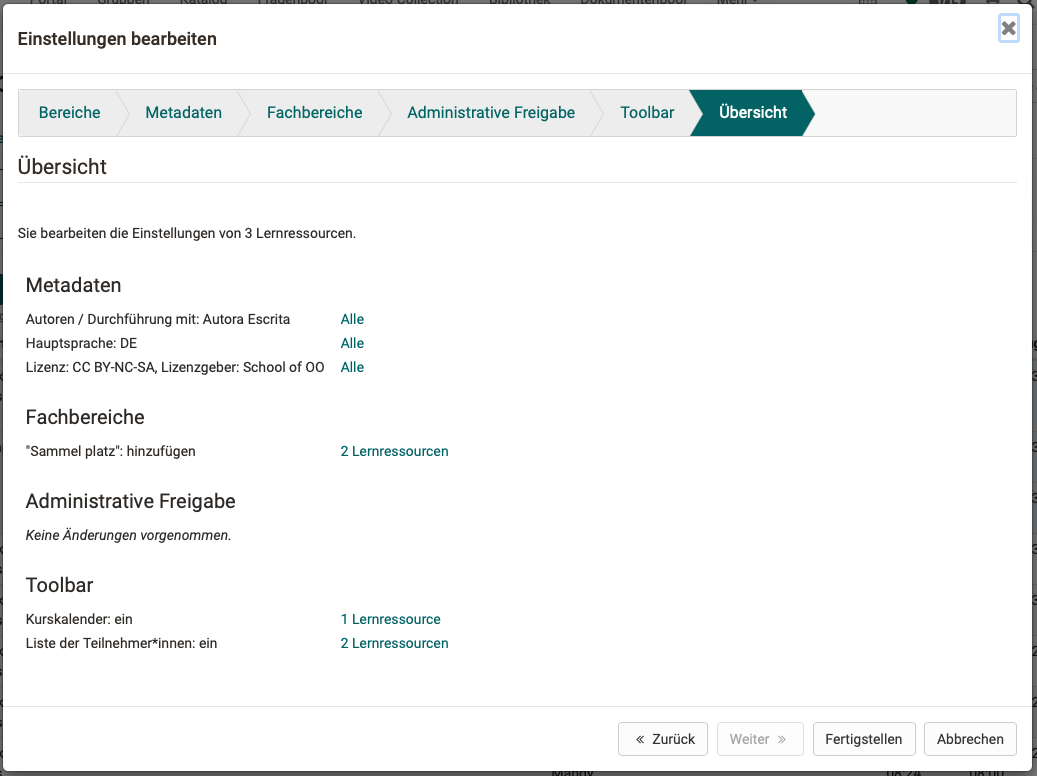 Einstellungen bearbeiten
Bereiche Metadaten Fachbereiche Administrative Freigabe Toolbar Übersicht
Übersicht
Sie bearbeiten die Einstellungen von 3 Lernressourcen.
Metadaten
Autoren / Durchführung mit: Autora Escrita Alle
Hauptsprache: DE Alle
Lizenz: CC BY-NC-SA, Lizenzgeber: School of OO Alle
Fachbereiche
"Sammel platz": hinzufügen 2 Lernressourcen
Administrative Freigabe
Keine Änderungen vorgenommen.
Toolbar
Kurskalender: ein 1 Lernressource
Liste der Teilnehmer*innen: ein 2 Lernressourcen
« Zurück Weiter » Fertigstellen Abbrechen